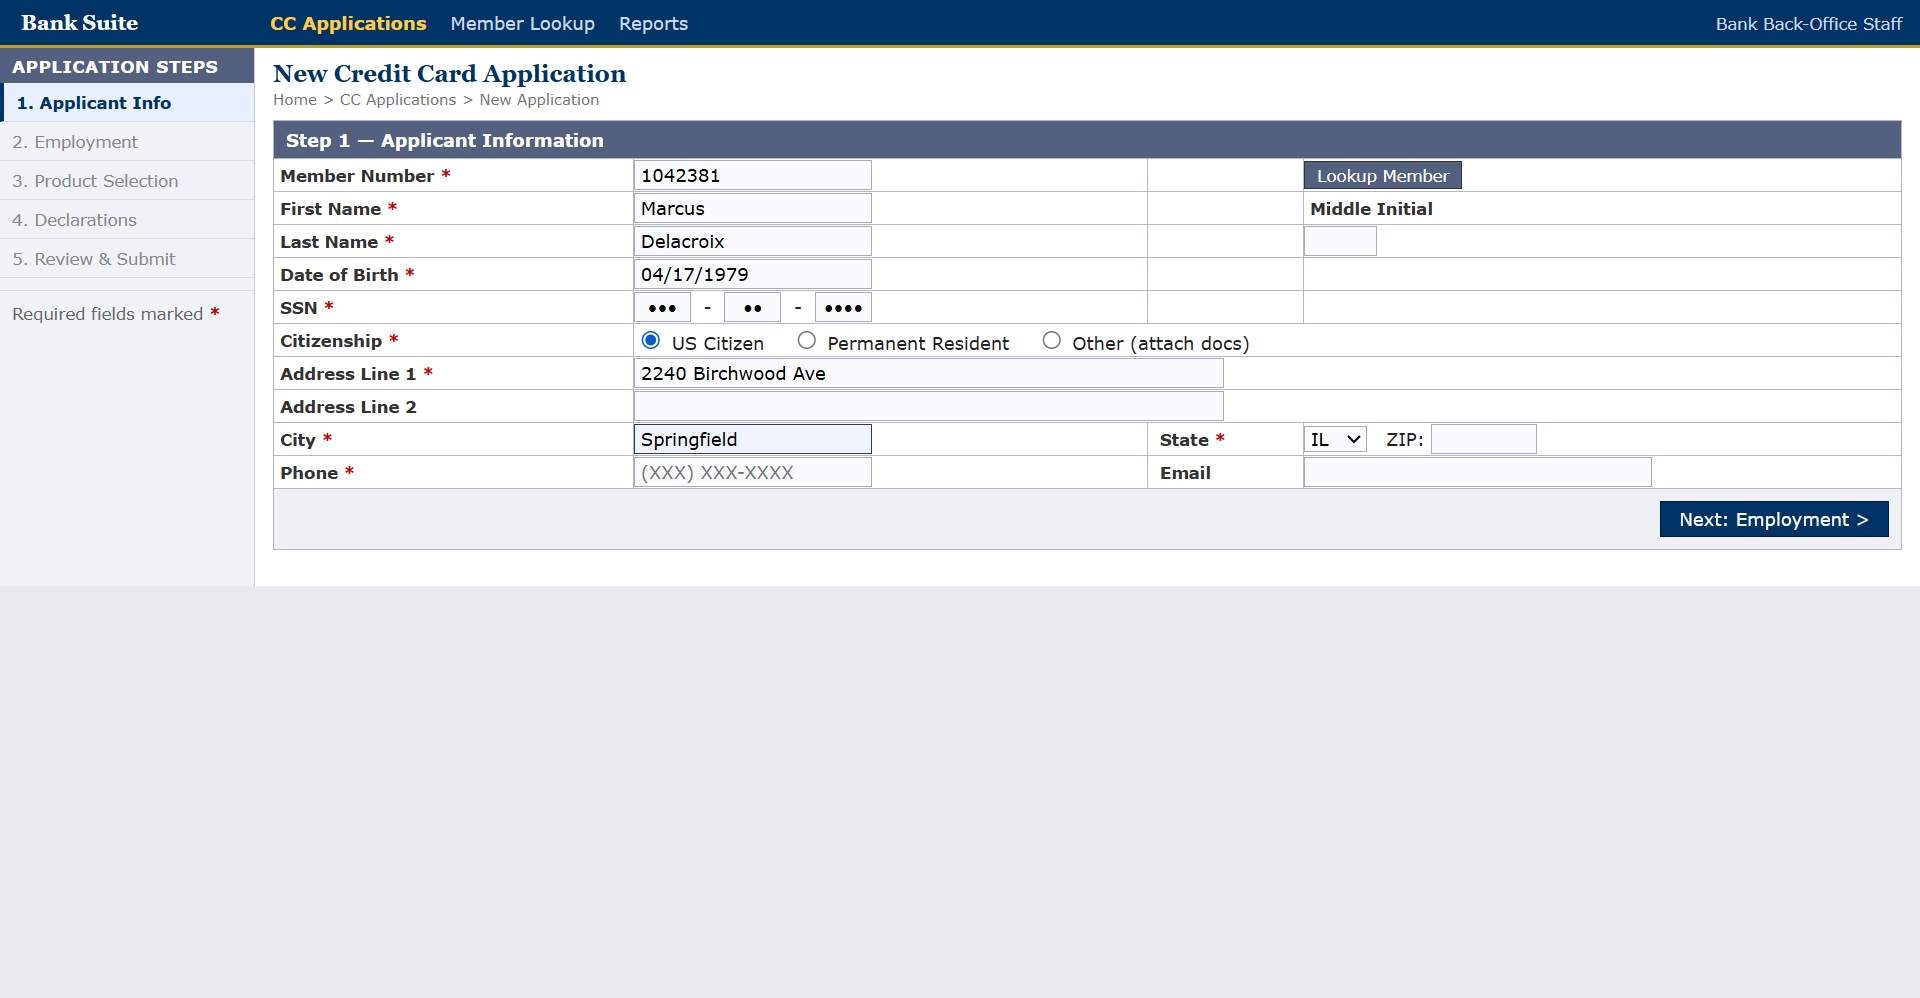 Bank Suite CC Applications Member Lookup Reports Bank Back-Office Staff
APPLICATION STEPS
1. Applicant Info
2. Employment
3. Product Selection
4. Declarations
5. Review & Submit
Required fields marked *
New Credit Card Application
Home > CC Applications > New Application
Step 1 — Applicant Information
Member Number * 1042381 Lookup Member
First Name * Marcus Middle Initial
Last Name * Delacroix
Date of Birth * 04/17/1979
SSN * ••• - •• - ••••
Citizenship * US Citizen Permanent Resident Other (attach docs)
Address Line 1 * 2240 Birchwood Ave
Address Line 2
City * Springfield State * IL ZIP:
Phone * (XXX) XXX-XXXX Email
Next: Employment >